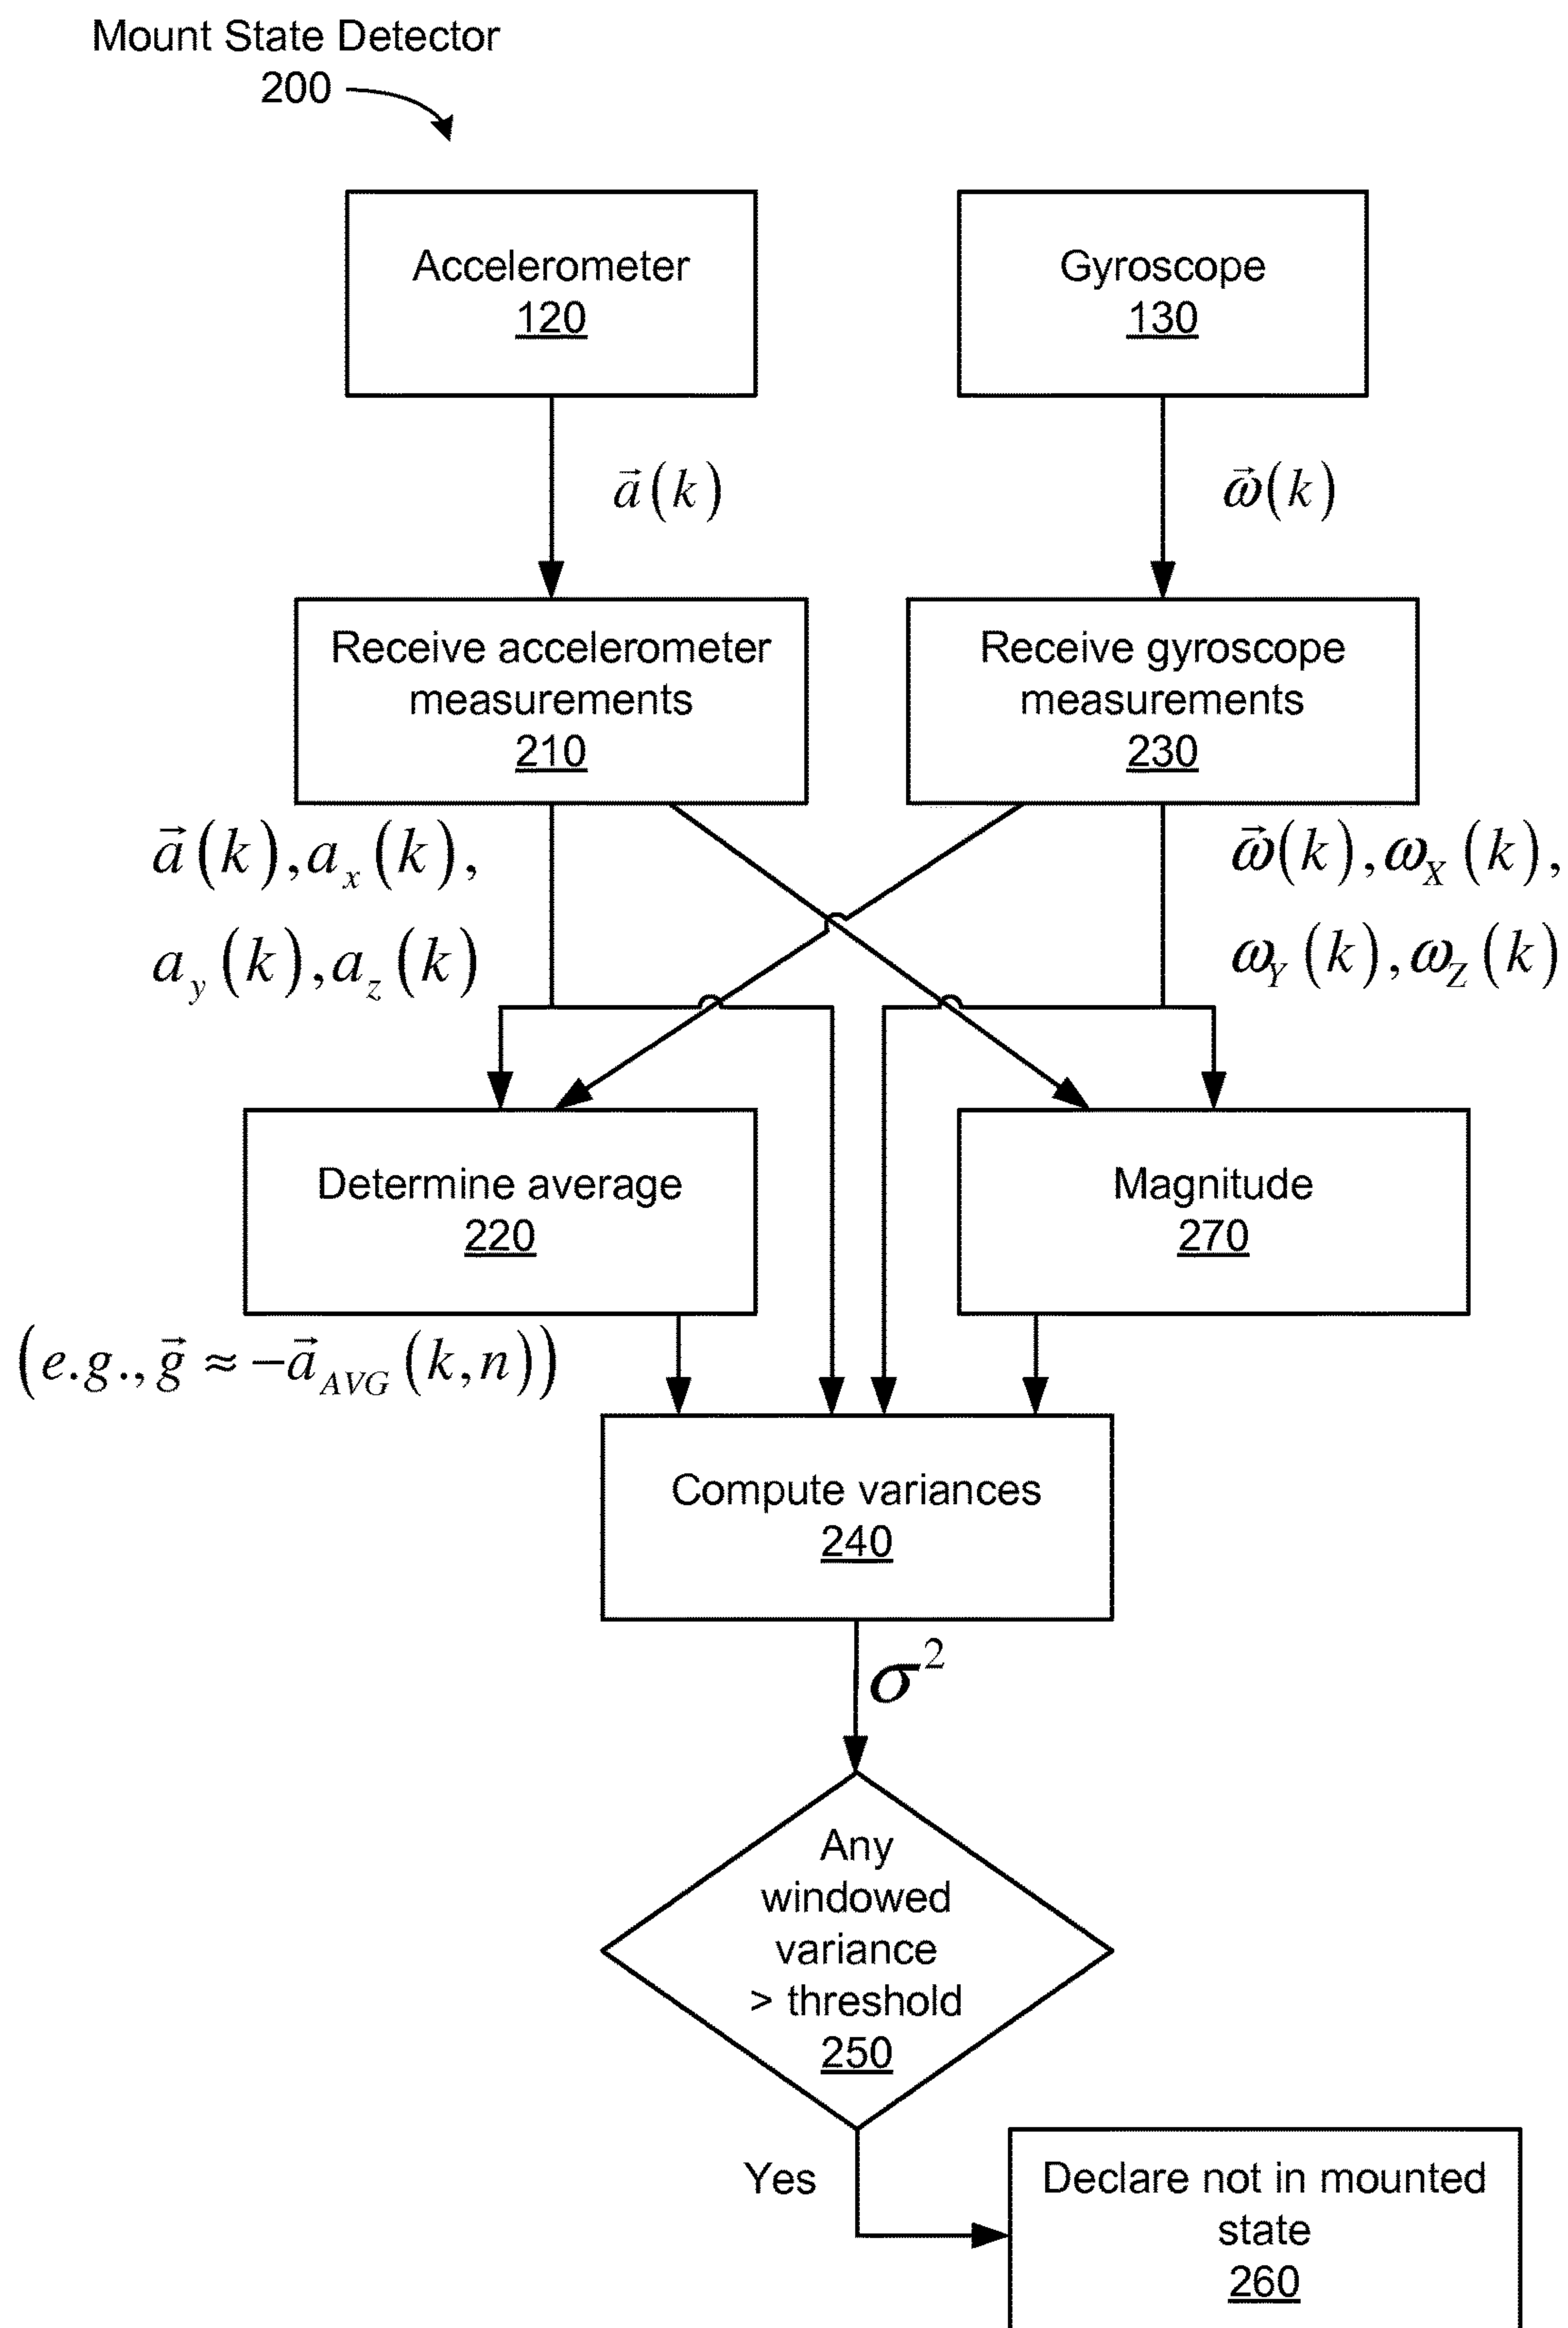 Mount State Detector
200
Accelerometer
120
Gyroscope
130
a⃗(k)
ω⃗(k)
Receive accelerometer
measurements
210
Receive gyroscope
measurements
230
a⃗(k), aₓ(k),
a_y(k), a_z(k)
ω⃗(k), ω_X(k),
ω_Y(k), ω_Z(k)
Determine average
220
Magnitude
270
(e.g., g⃗ ≈ −a⃗_AVG(k,n))
Compute variances
240
σ²
Any
windowed
variance
> threshold
250
Yes
Declare not in mounted
state
260